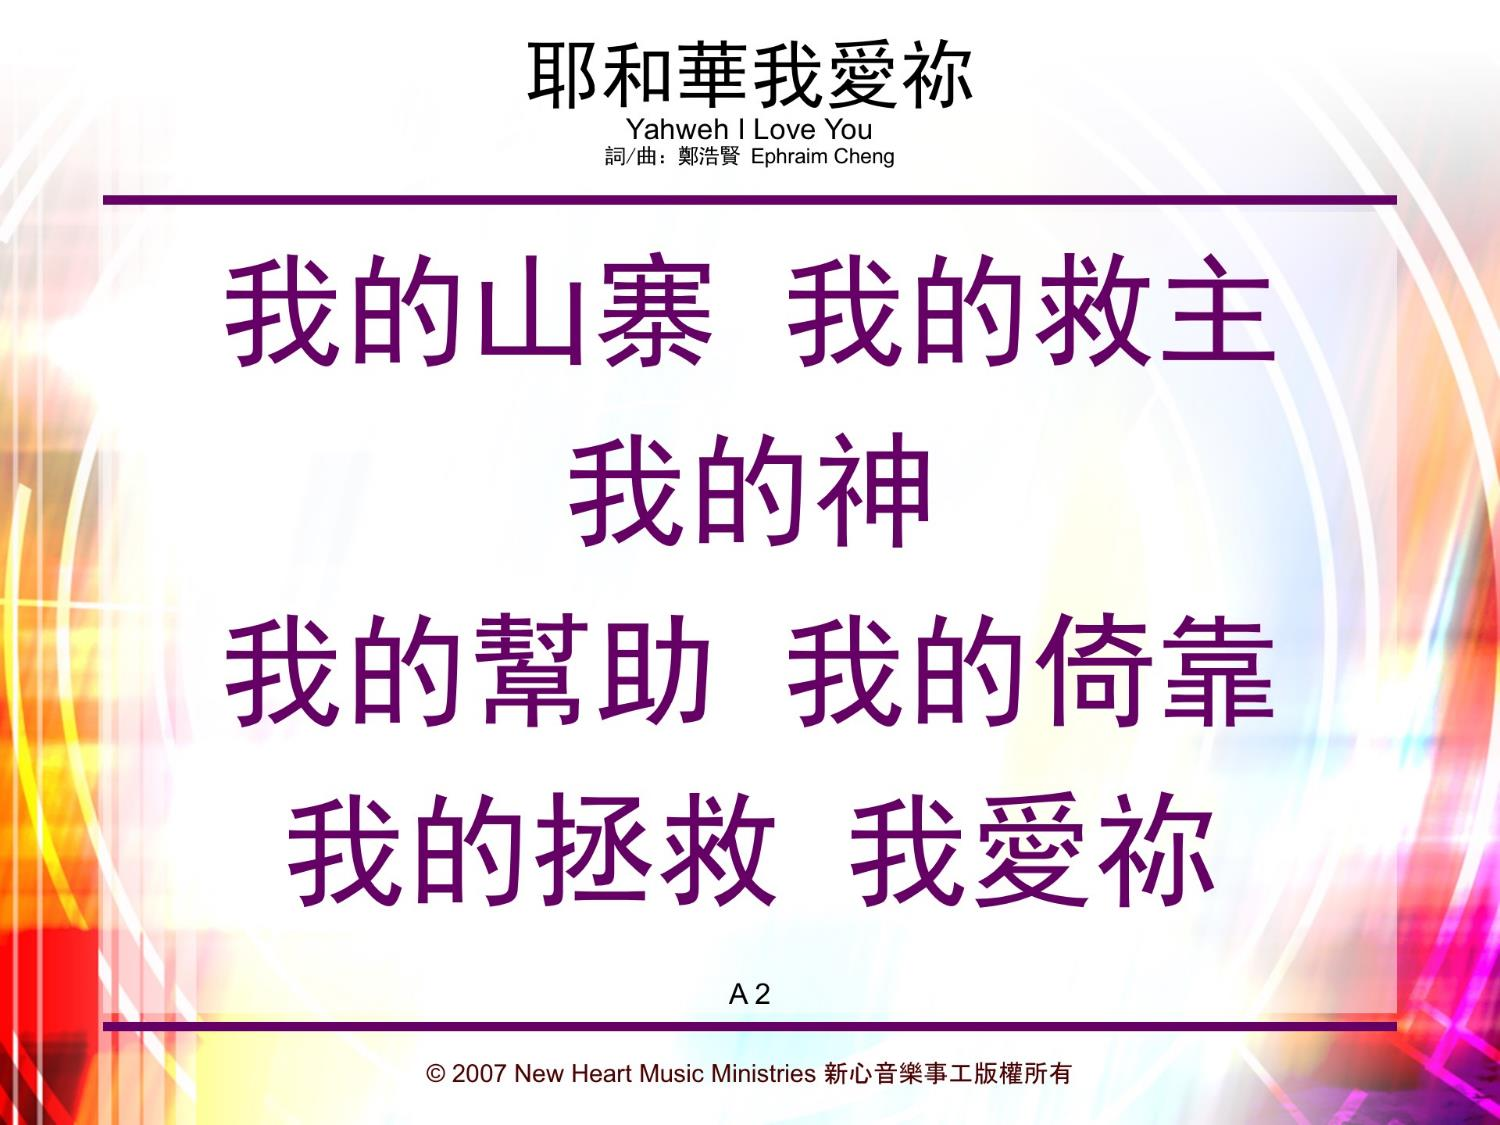 耶和華我愛祢
Yahweh I Love You
詞/曲：鄭浩賢 Ephraim Cheng
我的山寨 我的救主
我的神
我的幫助 我的倚靠
我的拯救 我愛祢
A 2
© 2007 New Heart Music Ministries 新心音樂事工版權所有